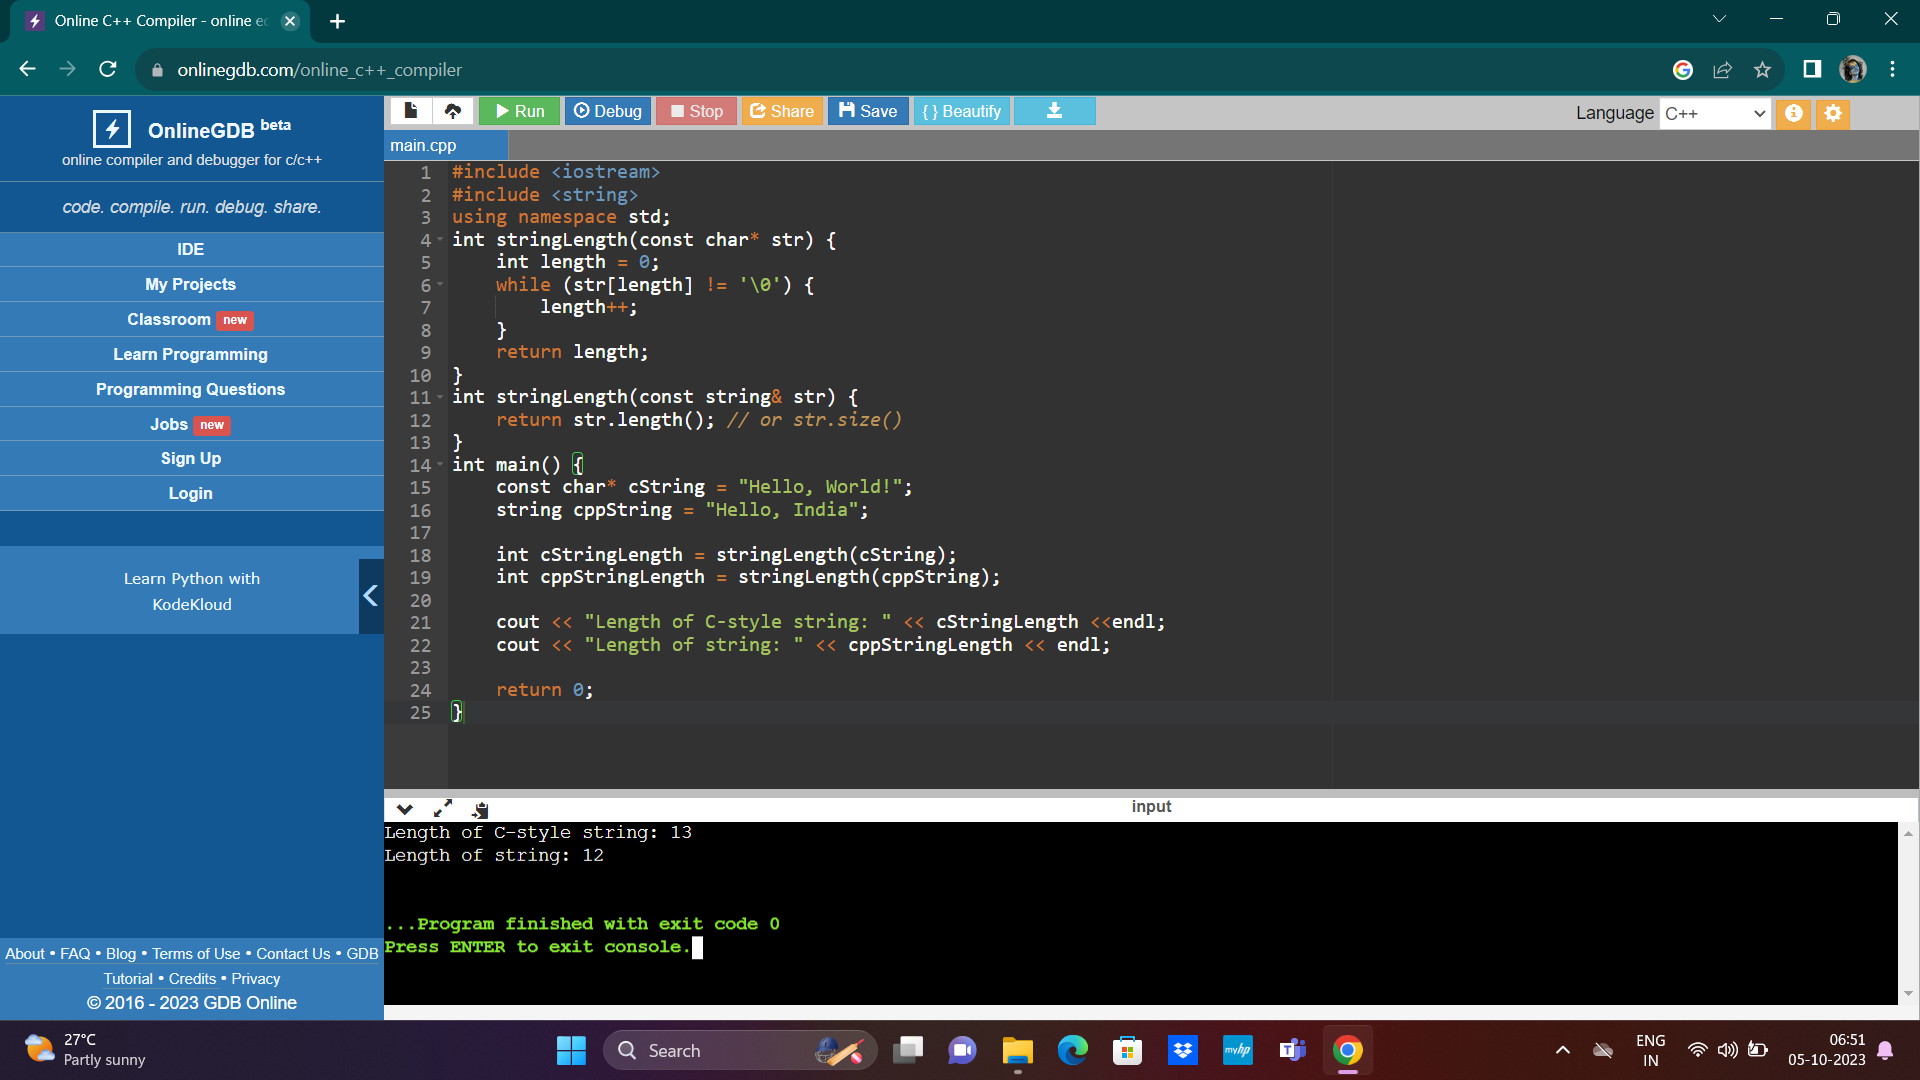 Online C++ Compiler - online e
onlinegdb.com/online_c++_compiler
OnlineGDB beta
online compiler and debugger for c/c++
code. compile. run. debug. share.
IDE
My Projects
Classroom new
Learn Programming
Programming Questions
Jobs new
Sign Up
Login
Learn Python with
KodeKloud
About • FAQ • Blog • Terms of Use • Contact Us • GDB
Tutorial • Credits • Privacy
© 2016 - 2023 GDB Online
Run Debug Stop Share Save { } Beautify
Language C++
main.cpp
1 #include <iostream>
2 #include <string>
3 using namespace std;
4 int stringLength(const char* str) {
5     int length = 0;
6     while (str[length] != '\0') {
7         length++;
8     }
9     return length;
10 }
11 int stringLength(const string& str) {
12     return str.length(); // or str.size()
13 }
14 int main() {
15     const char* cString = "Hello, World!";
16     string cppString = "Hello, India";
17
18     int cStringLength = stringLength(cString);
19     int cppStringLength = stringLength(cppString);
20
21     cout << "Length of C-style string: " << cStringLength <<endl;
22     cout << "Length of string: " << cppStringLength << endl;
23
24     return 0;
25 }
input
Length of C-style string: 13
Length of string: 12
...Program finished with exit code 0
Press ENTER to exit console.
27°C
Partly sunny
Search
myhp
ENG
IN
06:51
05-10-2023